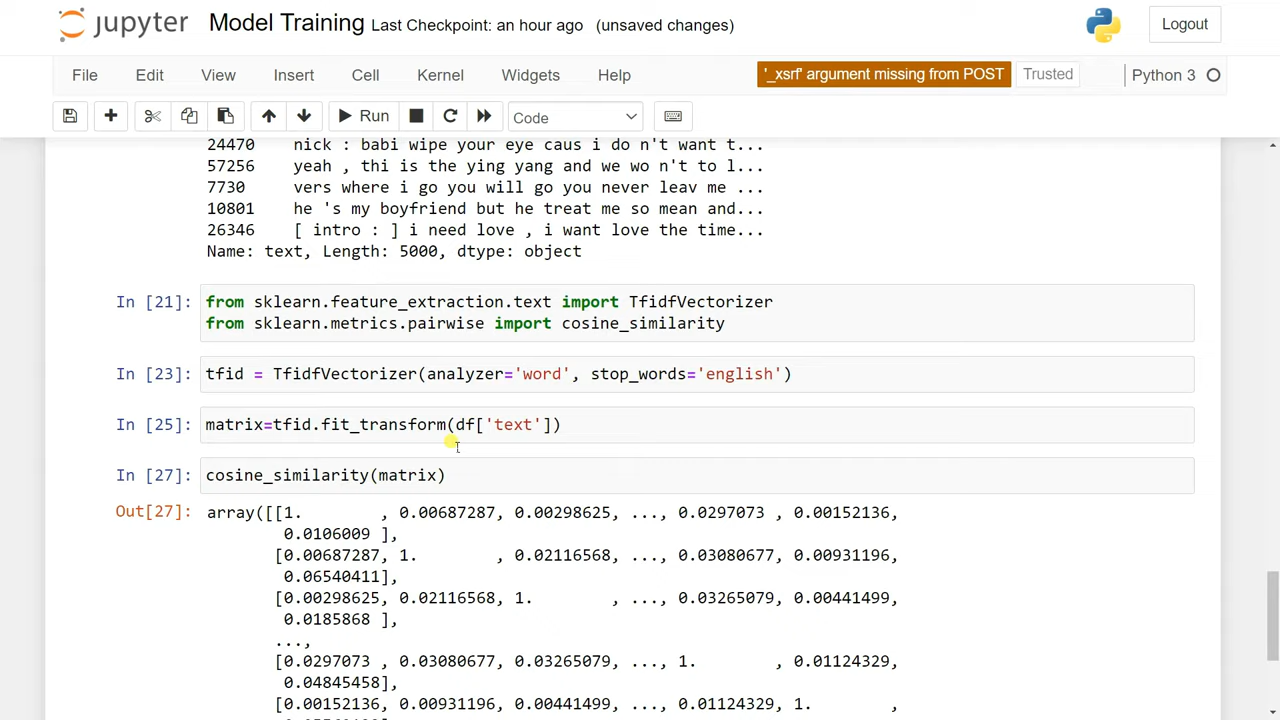 jupyter Model Training Last Checkpoint: an hour ago (unsaved changes) Logout
File Edit View Insert Cell Kernel Widgets Help '_xsrf' argument missing from POST Trusted Python 3
Run Code
24470 nick : babi wipe your eye caus i do n't want t...
57256 yeah , thi is the ying yang and we wo n't to l...
7730 vers where i go you will go you never leav me ...
10801 he 's my boyfriend but he treat me so mean and...
26346 [ intro : ] i need love , i want love the time...
Name: text, Length: 5000, dtype: object
In [21]: from sklearn.feature_extraction.text import TfidfVectorizer
from sklearn.metrics.pairwise import cosine_similarity
In [23]: tfid = TfidfVectorizer(analyzer='word', stop_words='english')
In [25]: matrix=tfid.fit_transform(df['text'])
In [27]: cosine_similarity(matrix)
Out[27]: array([[1. , 0.00687287, 0.00298625, ..., 0.0297073 , 0.00152136,
0.0106009 ],
[0.00687287, 1. , 0.02116568, ..., 0.03080677, 0.00931196,
0.06540411],
[0.00298625, 0.02116568, 1. , ..., 0.03265079, 0.00441499,
0.0185868 ],
...,
[0.0297073 , 0.03080677, 0.03265079, ..., 1. , 0.01124329,
0.04845458],
[0.00152136, 0.00931196, 0.00441499, ..., 0.01124329, 1. ,